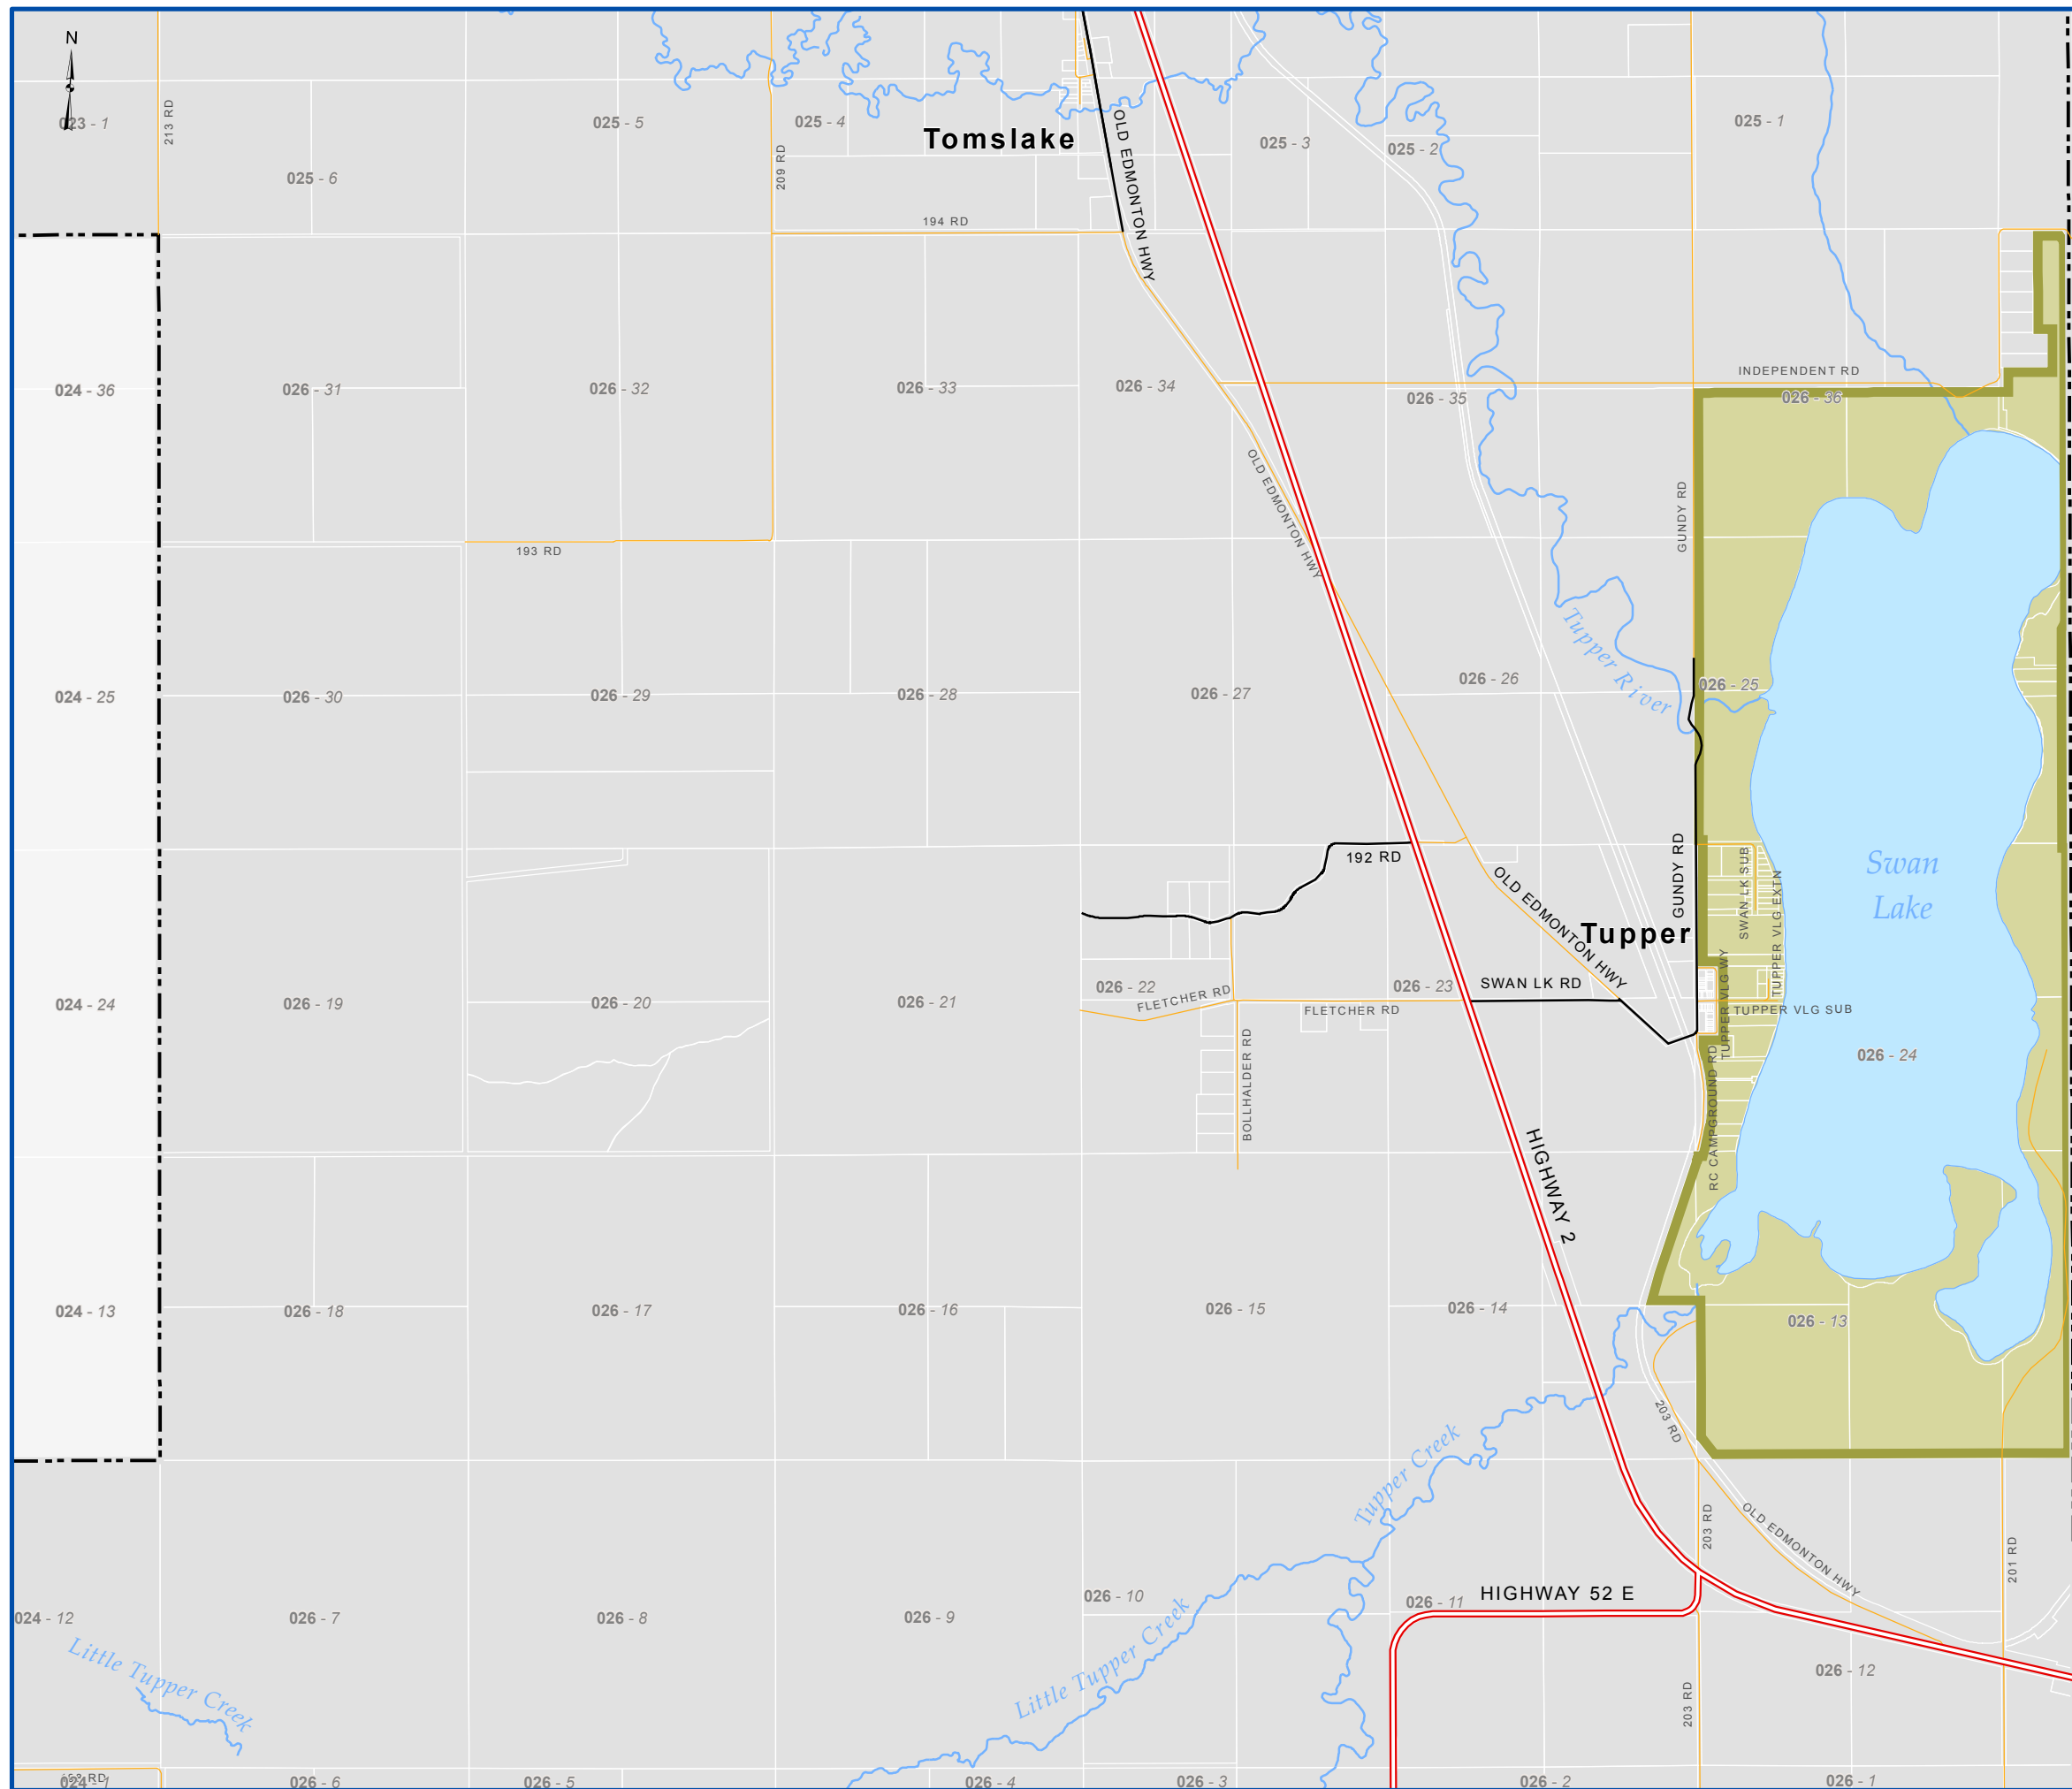 N
023 - 1
213 RD
025 - 6
025 - 5
209 RD
025 - 4
Tomslake
OLD EDMONTON HWY
025 - 3
025 - 2
025 - 1
194 RD
INDEPENDENT RD
024 - 36
026 - 31
026 - 32
026 - 33
026 - 34
026 - 35
026 - 36
OLD EDMONTON HWY
GUNDY RD
193 RD
Tupper River
024 - 25
026 - 30
026 - 29
026 - 28
026 - 27
026 - 26
026 - 25
192 RD
GUNDY RD
SWAN LK SUB
TUPPER VLG EXTN
Swan
Lake
OLD EDMONTON HWY
Tupper
024 - 24
026 - 19
026 - 20
026 - 21
026 - 22
FLETCHER RD
026 - 23
SWAN LK RD
FLETCHER RD
TUPPER VLG WY
TUPPER VLG SUB
026 - 24
BOLLHALDER RD
RC CAMPGROUND RD
HIGHWAY 2
024 - 13
026 - 18
026 - 17
026 - 16
026 - 15
026 - 14
026 - 13
203 RD
Tupper Creek
203 RD
OLD EDMONTON HWY
201 RD
024 - 12
026 - 7
026 - 8
026 - 9
026 - 10
026 - 11
HIGHWAY 52 E
Little Tupper Creek
Little Tupper Creek
026 - 12
203 RD
024 - 1
RD
026 - 6
026 - 5
026 - 4
026 - 3
026 - 2
026 - 1